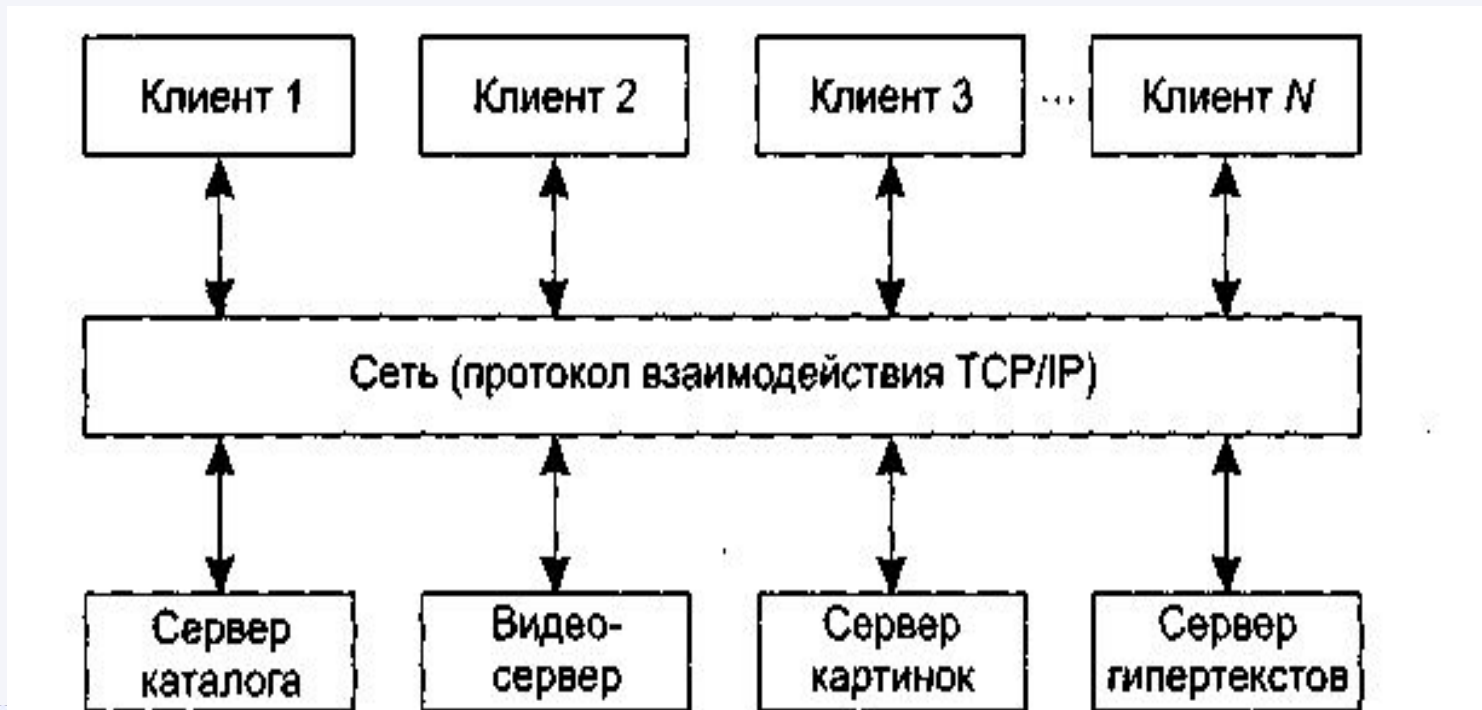 Клиент 1
Клиент 2
Клиент 3
...
Клиент N
Сеть (протокол взаимодействия TCP/IP)
Сервер
каталога
Видео-
сервер
Сервер
картинок
Сервер
гипертекстов